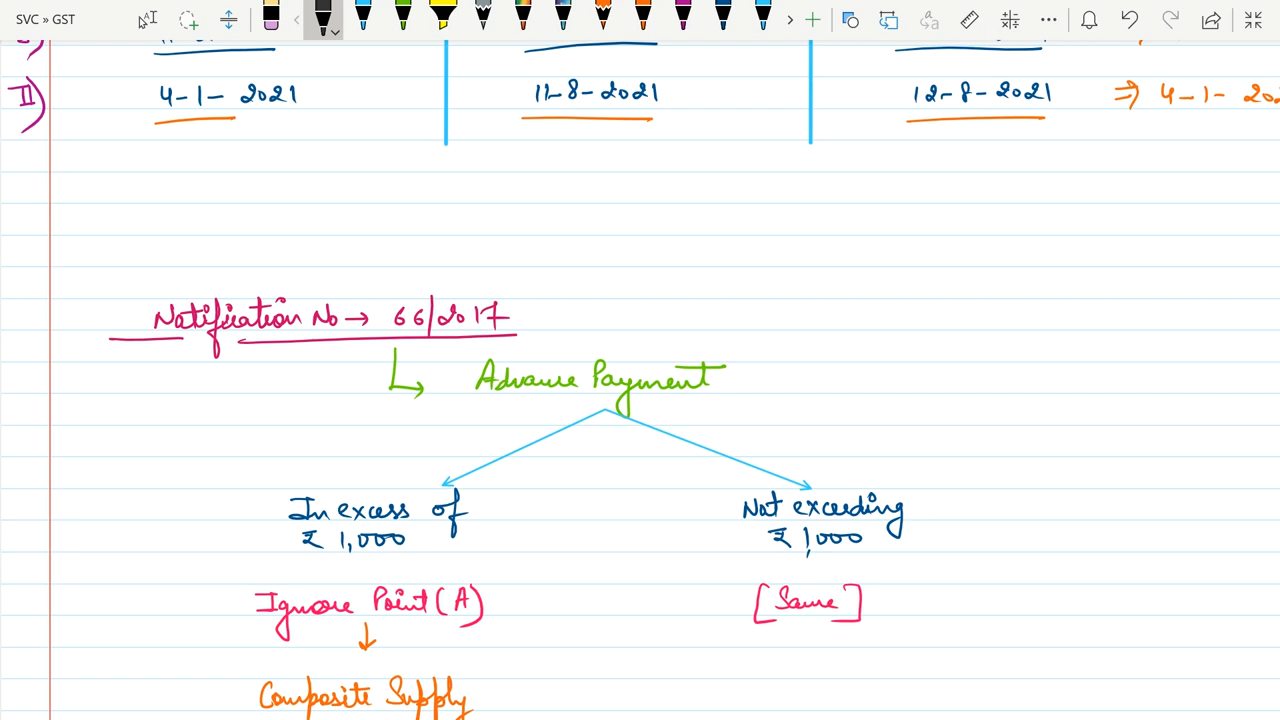 SVC » GST
II) 4-1-2021 11-8-2021 12-8-2021 ⇒ 4-1-
Notification No → 66/2017
↳ Advance Payment
In excess of
₹ 1,000
Not exceeding
₹ 1,000
Ignore Point (A)
[Same]
↓
Composite Supply